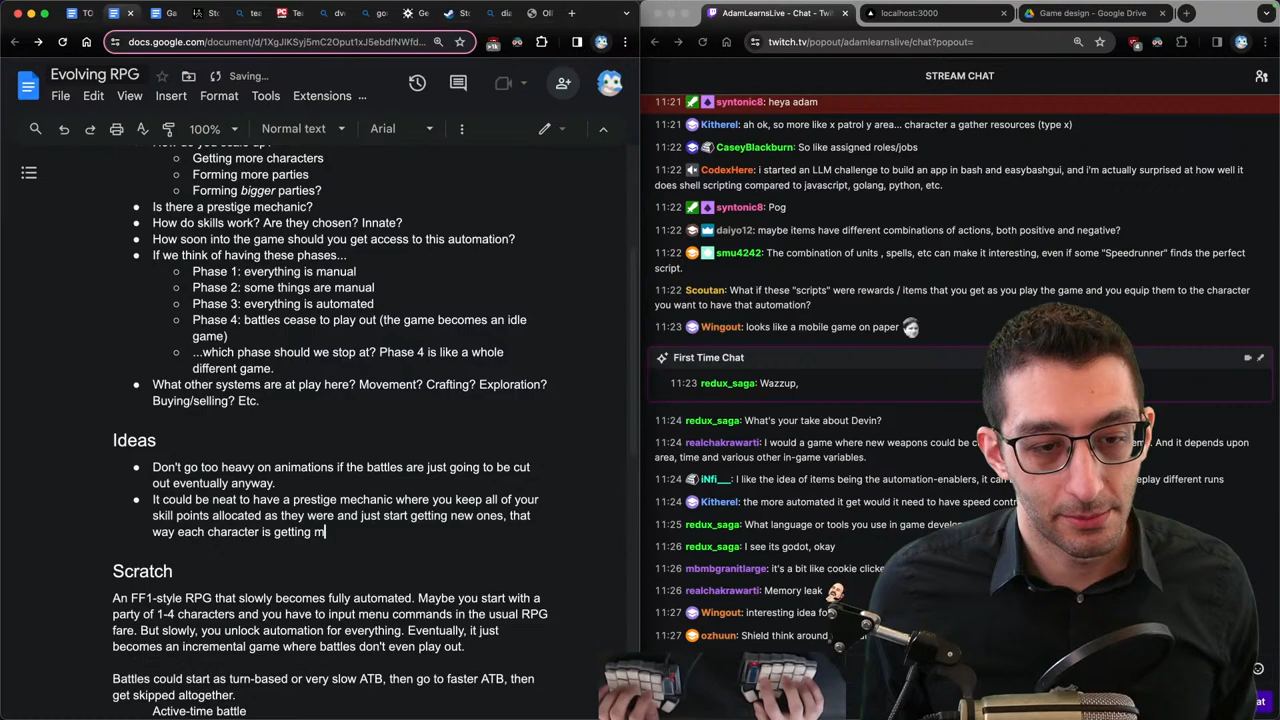 TO
Ga
St
tea
PC
Te
dv
go
Ge
St
dia
Oll
AdamLearnsLive - Chat - Twi
localhost:3000
Game design - Google Drive
docs.google.com/document/d/1XgJIKSyj5mC2Oput1xJ5ebdfNWfd...
>1k
twitch.tv/popout/adamlearnslive/chat?popout=
4
Evolving RPG
Saving...
File Edit View Insert Format Tools Extensions ...
100% Normal text Arial
Getting more characters
Forming more parties
Forming bigger parties?
Is there a prestige mechanic?
How do skills work? Are they chosen? Innate?
How soon into the game should you get access to this automation?
If we think of having these phases...
Phase 1: everything is manual
Phase 2: some things are manual
Phase 3: everything is automated
Phase 4: battles cease to play out (the game becomes an idle
game)
...which phase should we stop at? Phase 4 is like a whole
different game.
What other systems are at play here? Movement? Crafting? Exploration?
Buying/selling? Etc.
Ideas
Don't go too heavy on animations if the battles are just going to be cut
out eventually anyway.
It could be neat to have a prestige mechanic where you keep all of your
skill points allocated as they were and just start getting new ones, that
way each character is getting m
Scratch
An FF1-style RPG that slowly becomes fully automated. Maybe you start with a
party of 1-4 characters and you have to input menu commands in the usual RPG
fare. But slowly, you unlock automation for everything. Eventually, it just
becomes an incremental game where battles don't even play out.
Battles could start as turn-based or very slow ATB, then go to faster ATB, then
get skipped altogether.
Active-time battle
STREAM CHAT
11:21 syntonic8: heya adam
11:21 Kitherel: ah ok, so more like x patrol y area... character a gather resources (type x)
11:22 CaseyBlackburn: So like assigned roles/jobs
11:22 CodexHere: i started an LLM challenge to build an app in bash and easybashgui, and i'm actually surprised at how well it
does shell scripting compared to javascript, golang, python, etc.
11:22 syntonic8: Pog
11:22 daiyo12: maybe items have different combinations of actions, both positive and negative?
11:22 smu4242: The combination of units , spells, etc can make it interesting, even if some "Speedrunner" finds the perfect
script.
11:22 Scoutan: What if these "scripts" were rewards / items that you get as you play the game and you equip them to the character
you want to have that automation?
11:23 Wingout: looks like a mobile game on paper
First Time Chat
11:23 redux_saga: Wazzup,
11:24 redux_saga: What's your take about Devin?
11:24 realchakrawarti: I would a game where new weapons could be And it depends upon
area, time and various other in-game variables.
11:24 iNfi___: I like the idea of items being the automation-enablers, it can replay different runs
11:24 Kitherel: the more automated it get would it need to have speed
11:25 redux_saga: What language or tools you use in game
11:26 redux_saga: I see its godot, okay
11:26 mbmbgranitlarge: it's a bit like cookie
11:26 realchakrawarti: Memory leak
11:27 Wingout: interesting idea
11:27 ozhuun: Shield think around